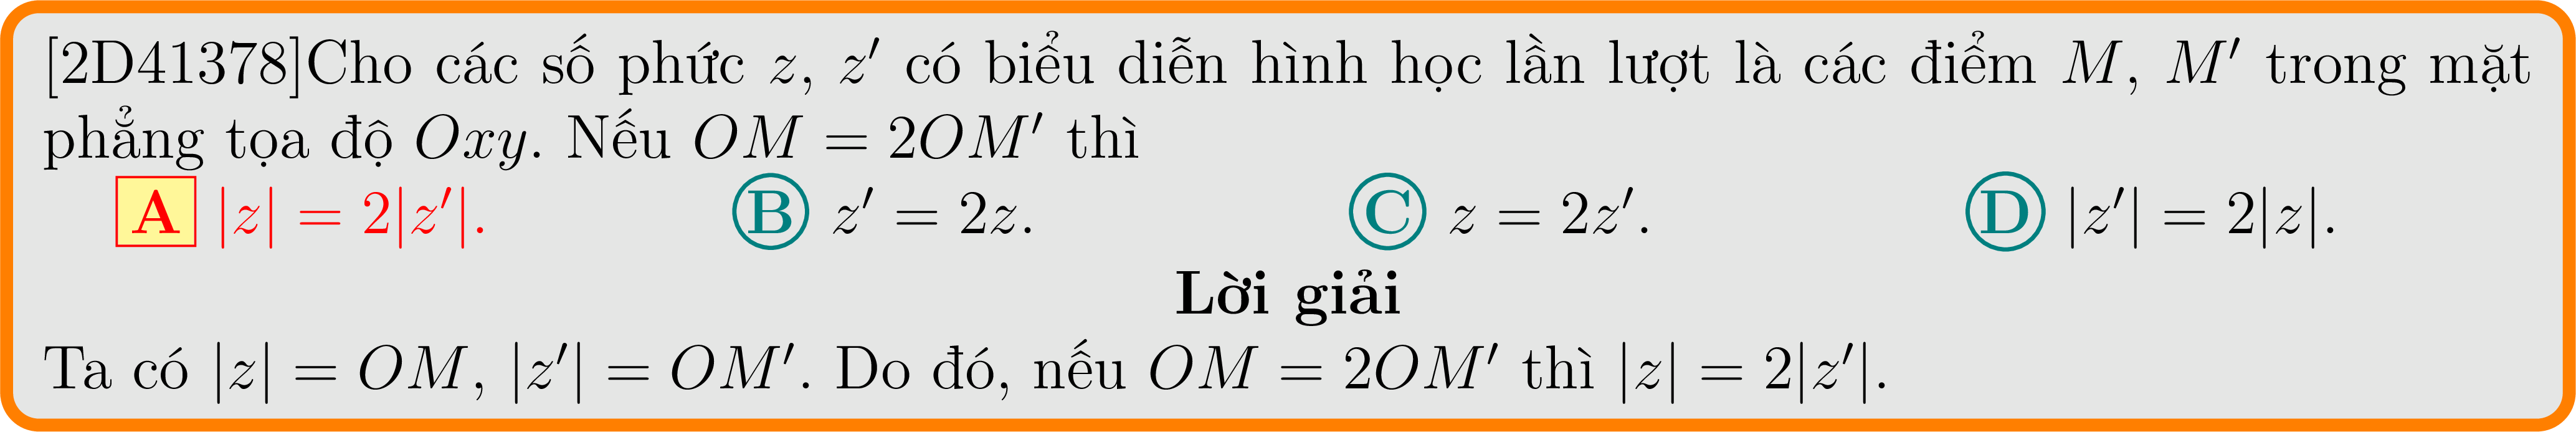 [2D41378]Cho các số phức z, z′ có biểu diễn hình học lần lượt là các điểm M, M′ trong mặt
phẳng tọa độ Oxy. Nếu OM = 2OM′ thì
A |z| = 2|z′|. B z′ = 2z. C z = 2z′. D |z′| = 2|z|.
Lời giải
Ta có |z| = OM, |z′| = OM′. Do đó, nếu OM = 2OM′ thì |z| = 2|z′|.